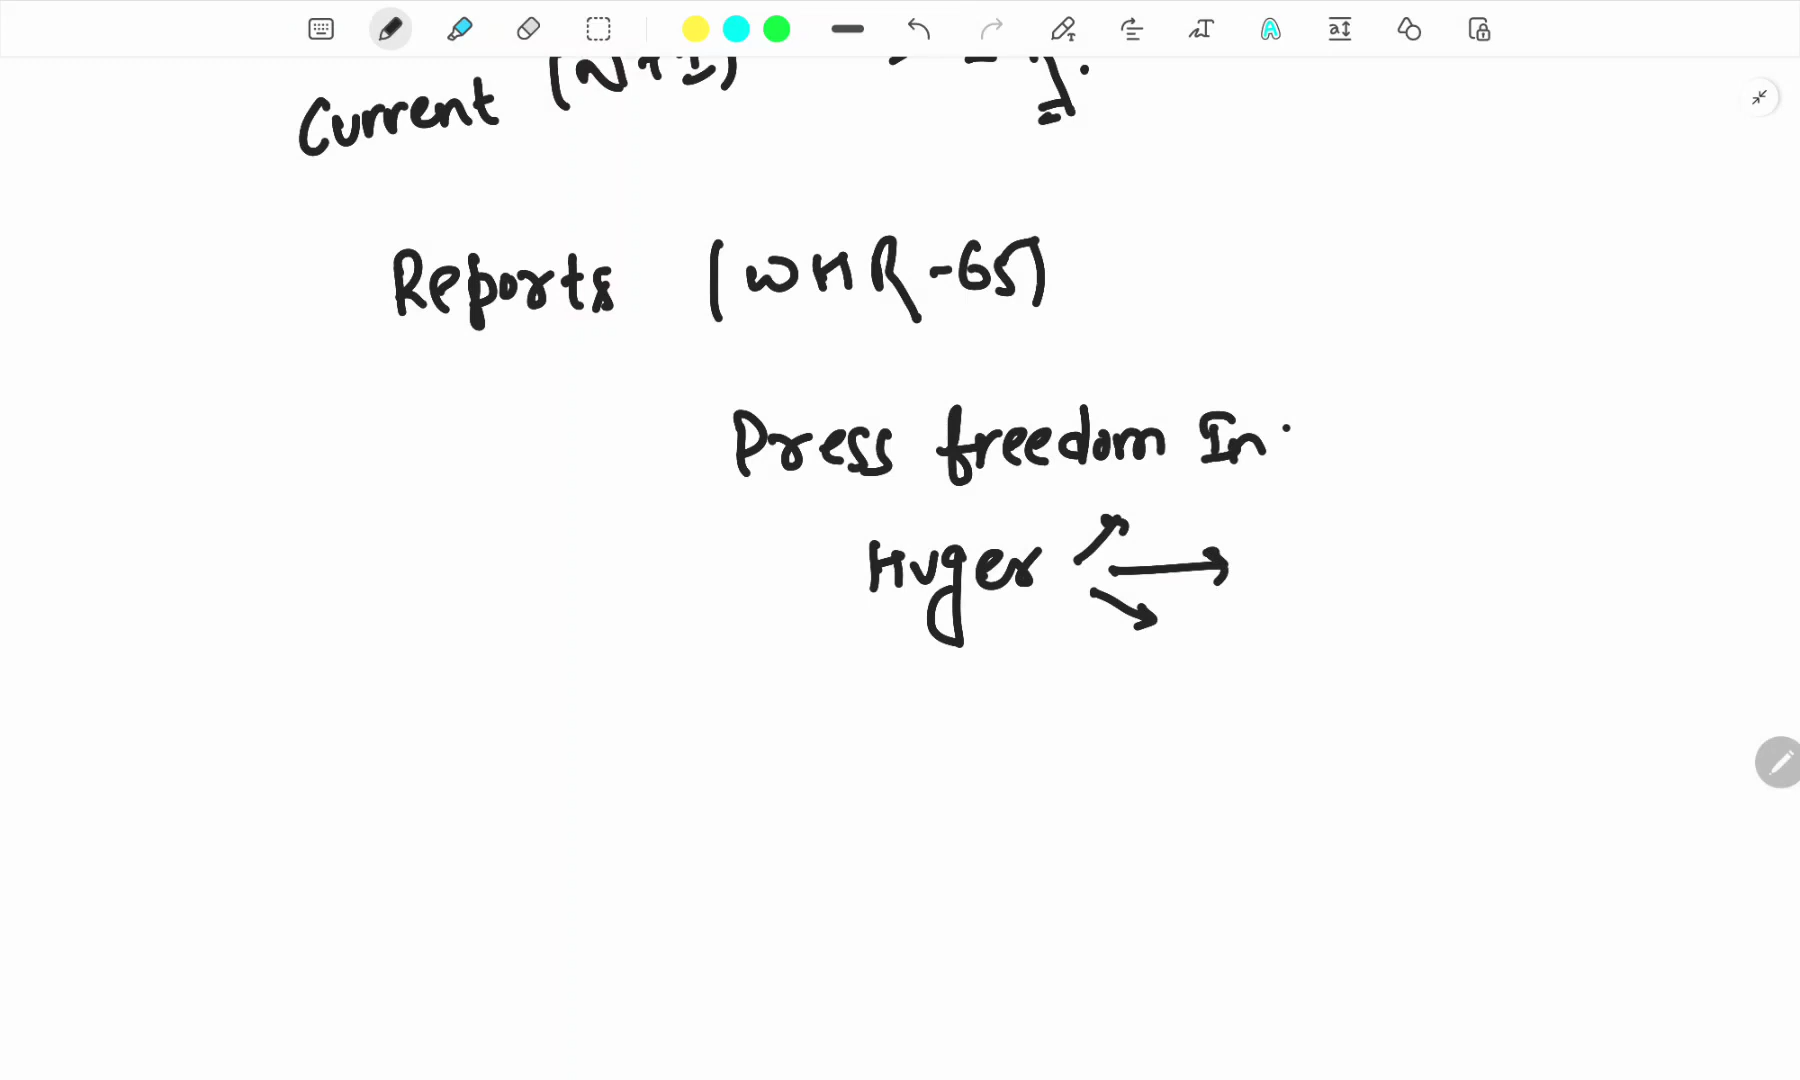 Current (N+I)
Reports (WHR-65)
Press freedom In.
Huger